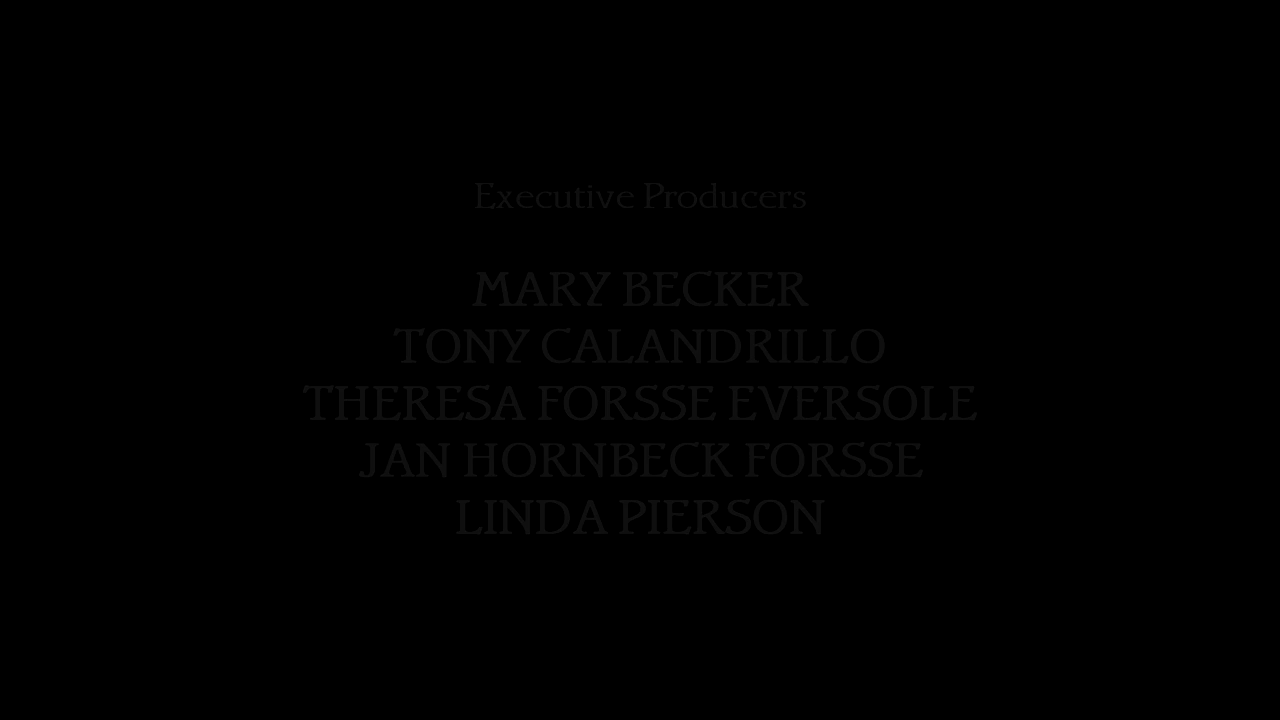 Executive Producers
MARY BECKER
TONY CALANDRILLO
THERESA FORSSE EVERSOLE
JAN HORNBECK FORSSE
LINDA PIERSON